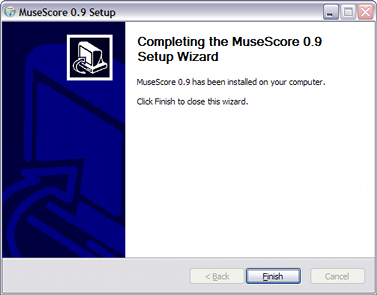 MuseScore 0.9 Setup
Completing the MuseScore 0.9
Setup Wizard
MuseScore 0.9 has been installed on your computer.
Click Finish to close this wizard.
< Back
Finish
Cancel